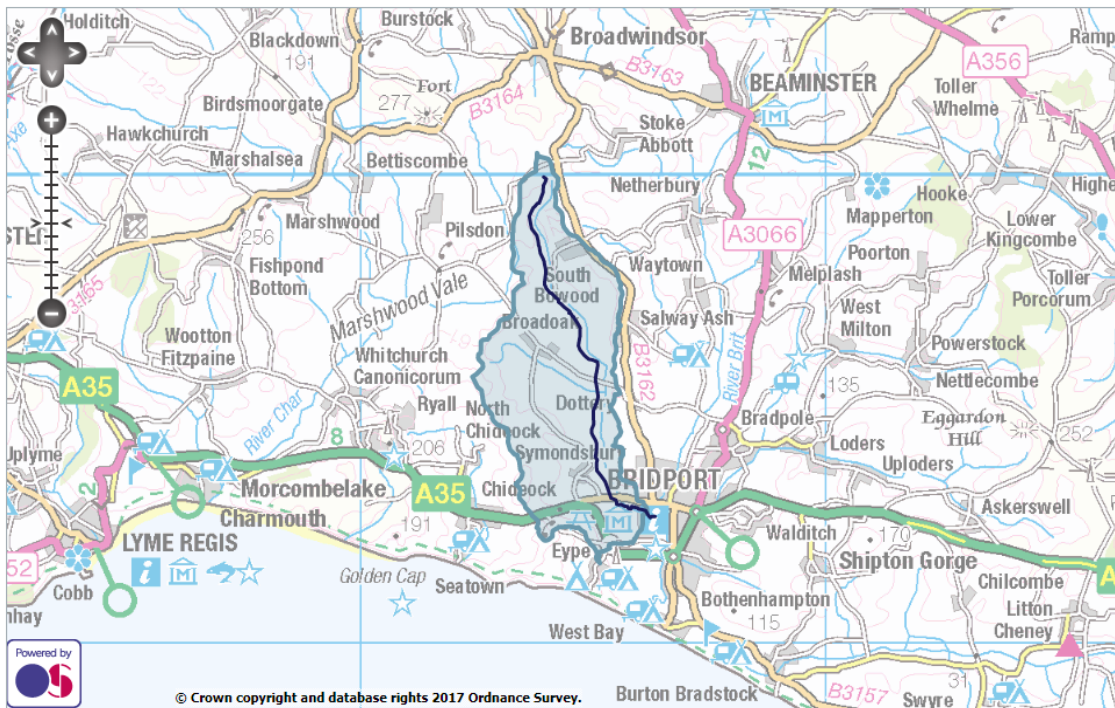 Holditch
Burstock
Broadwindsor
Blackdown
191
B3163
BEAMINSTER
A356
Toller
Whelme
Birdsmoorgate
277
Fort
B3164
Stoke
Abbott
12
Hawkchurch
Marshalsea
Bettiscombe
Netherbury
Hooke
Mapperton
Lower
Kingcombe
Marshwood
Pilsdon
A3066
Poorton
256
Fishpond
Bottom
Marshwood Vale
South
Bowood
Waytown
Melplash
Toller
Porcorum
3165
Broadoak
Salway Ash
West
Milton
Wootton
Fitzpaine
Whitchurch
Canonicorum
Powerstock
A35
B3162
River Brit
135
Nettlecombe
Ryall
North
Chideock
Dottery
Bradpole
Eggardon
Hill
252
River Char
8
206
Loders
Uploders
Uplyme
Symondsbury
BRIDPORT
2
Morcombelake
A35
Chideock
Askerswell
Charmouth
191
Walditch
170
LYME REGIS
Eype
Shipton Gorge
52
Cobb
Golden Cap
Seatown
Chilcombe
Bothenhampton
Litton
Cheney
115
West Bay
31
Powered by
OS
Burton Bradstock
B3157
Swyre
© Crown copyright and database rights 2017 Ordnance Survey.